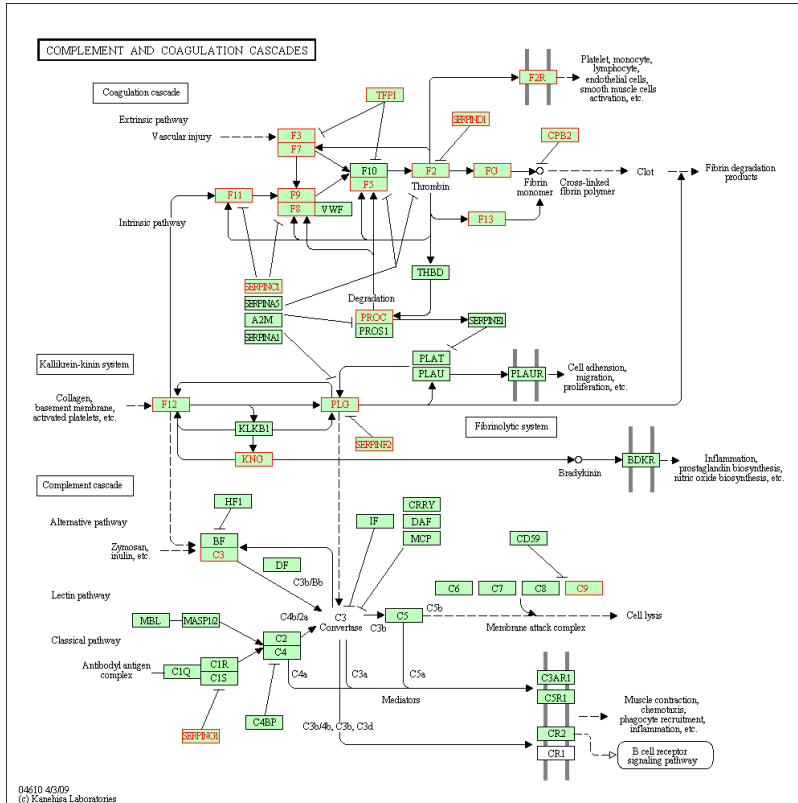 COMPLEMENT AND COAGULATION CASCADES
F2R
Platelet, monocyte,
lymphocyte,
endothelial cells,
smooth muscle cells
activation, etc.
Coagulation cascade
TFPI
Extrinsic pathway
SERPIND1
CPB2
Vascular injury
F3
F7
F10
F5
F2
Thrombin
FG
Fibrin
monomer
Cross-linked
fibrin polymer
Clot
Fibrin degradation
products
F11
F9
F8
VWF
F13
Intrinsic pathway
THBD
SERPINC1
SERPINA5
A2M
SERPINA1
Degradation
PROC
PROS1
SERPINE1
PLAT
PLAU
PLAUR
Cell adhension,
migration,
proliferation, etc.
Kallikrein-kinin system
Collagen,
basement membrane,
activated platelets, etc.
F12
PLG
KLKB1
SERPINF2
Fibrinolytic system
KNG
Bradykinin
BDKR
Inflammation,
prostaglandin biosynthesis,
nitric oxide biosynthesis, etc.
Complement cascade
HF1
CRRY
DAF
MCP
IF
CD59
Alternative pathway
BF
C3
Zymosan,
inulin, etc.
DF
C3b/Bb
C6
C7
C8
C9
Lectin pathway
C4b/2a
C3
Convertase
C3b
C5
C5b
Membrane attack complex
Cell lysis
MBL
MASP1/2
Classical pathway
C2
C4
Antibodyl antigen
complex
C1Q
C1R
C1S
C4a
C3a
C5a
Mediators
C3AR1
C5R1
CR2
CR1
Muscle contraction,
chemotaxis,
phagocyte recruitment,
inflammation, etc.
C4BP
SERPING1
C3b/4b, C3b, C3d
B cell receptor
signaling pathway
04610 4/3/09
(c) Kanehisa Laboratories